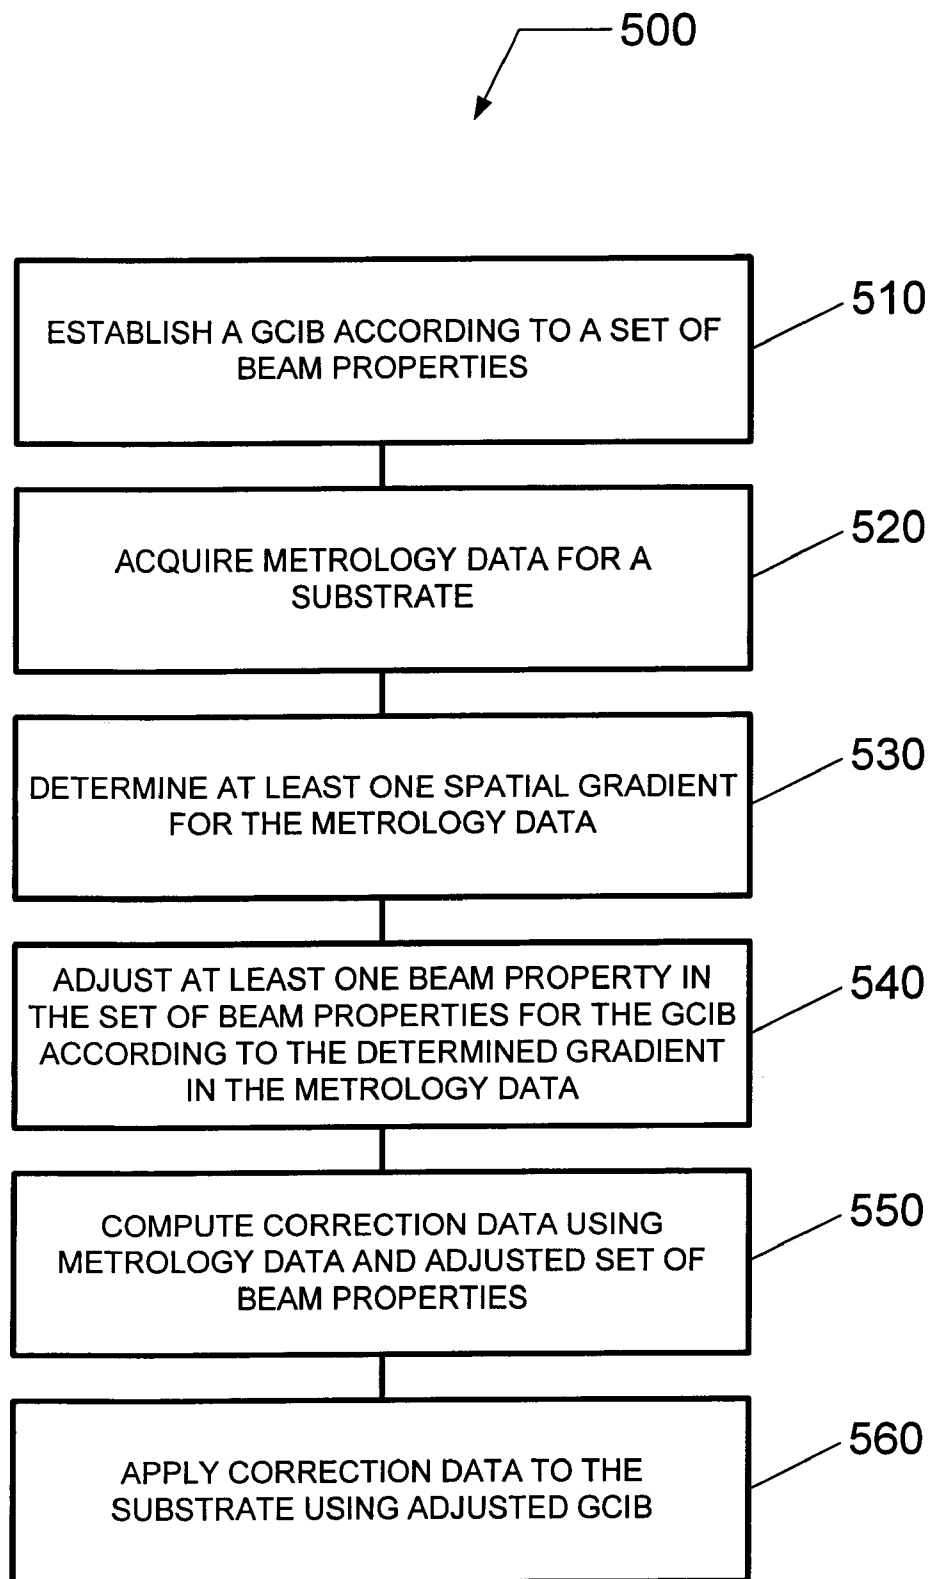 500
ESTABLISH A GCIB ACCORDING TO A SET OF
BEAM PROPERTIES
510
ACQUIRE METROLOGY DATA FOR A
SUBSTRATE
520
DETERMINE AT LEAST ONE SPATIAL GRADIENT
FOR THE METROLOGY DATA
530
ADJUST AT LEAST ONE BEAM PROPERTY IN
THE SET OF BEAM PROPERTIES FOR THE GCIB
ACCORDING TO THE DETERMINED GRADIENT
IN THE METROLOGY DATA
540
COMPUTE CORRECTION DATA USING
METROLOGY DATA AND ADJUSTED SET OF
BEAM PROPERTIES
550
APPLY CORRECTION DATA TO THE
SUBSTRATE USING ADJUSTED GCIB
560